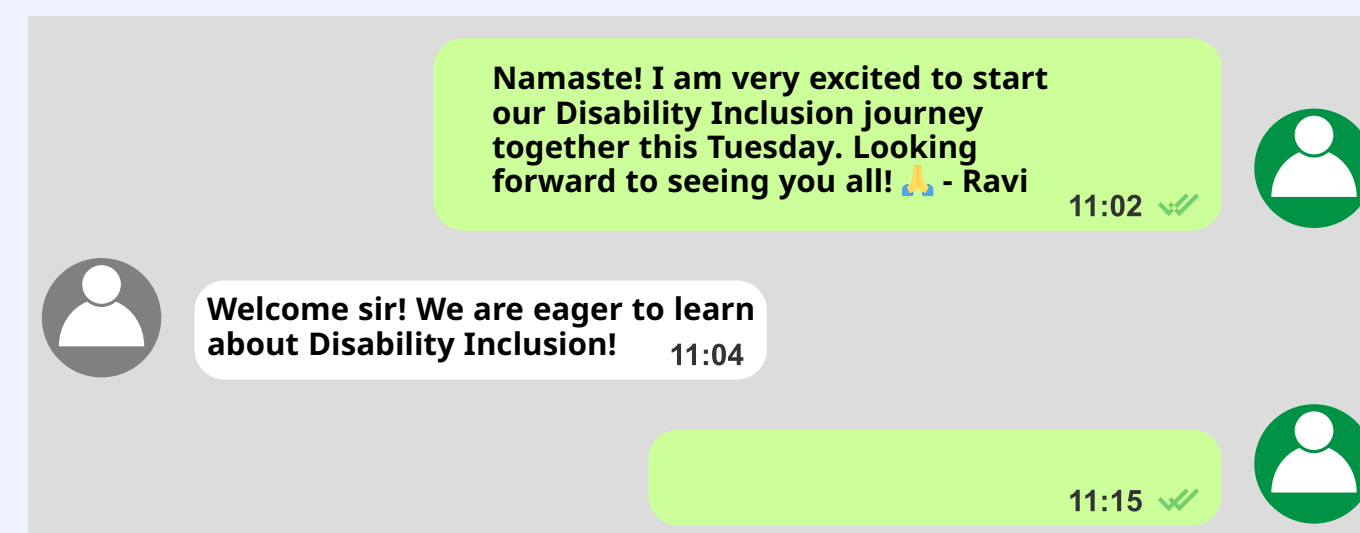 Namaste! I am very excited to start
our Disability Inclusion journey
together this Tuesday. Looking
forward to seeing you all! 🙏 - Ravi
11:02
Welcome sir! We are eager to learn
about Disability Inclusion!
11:04
11:15